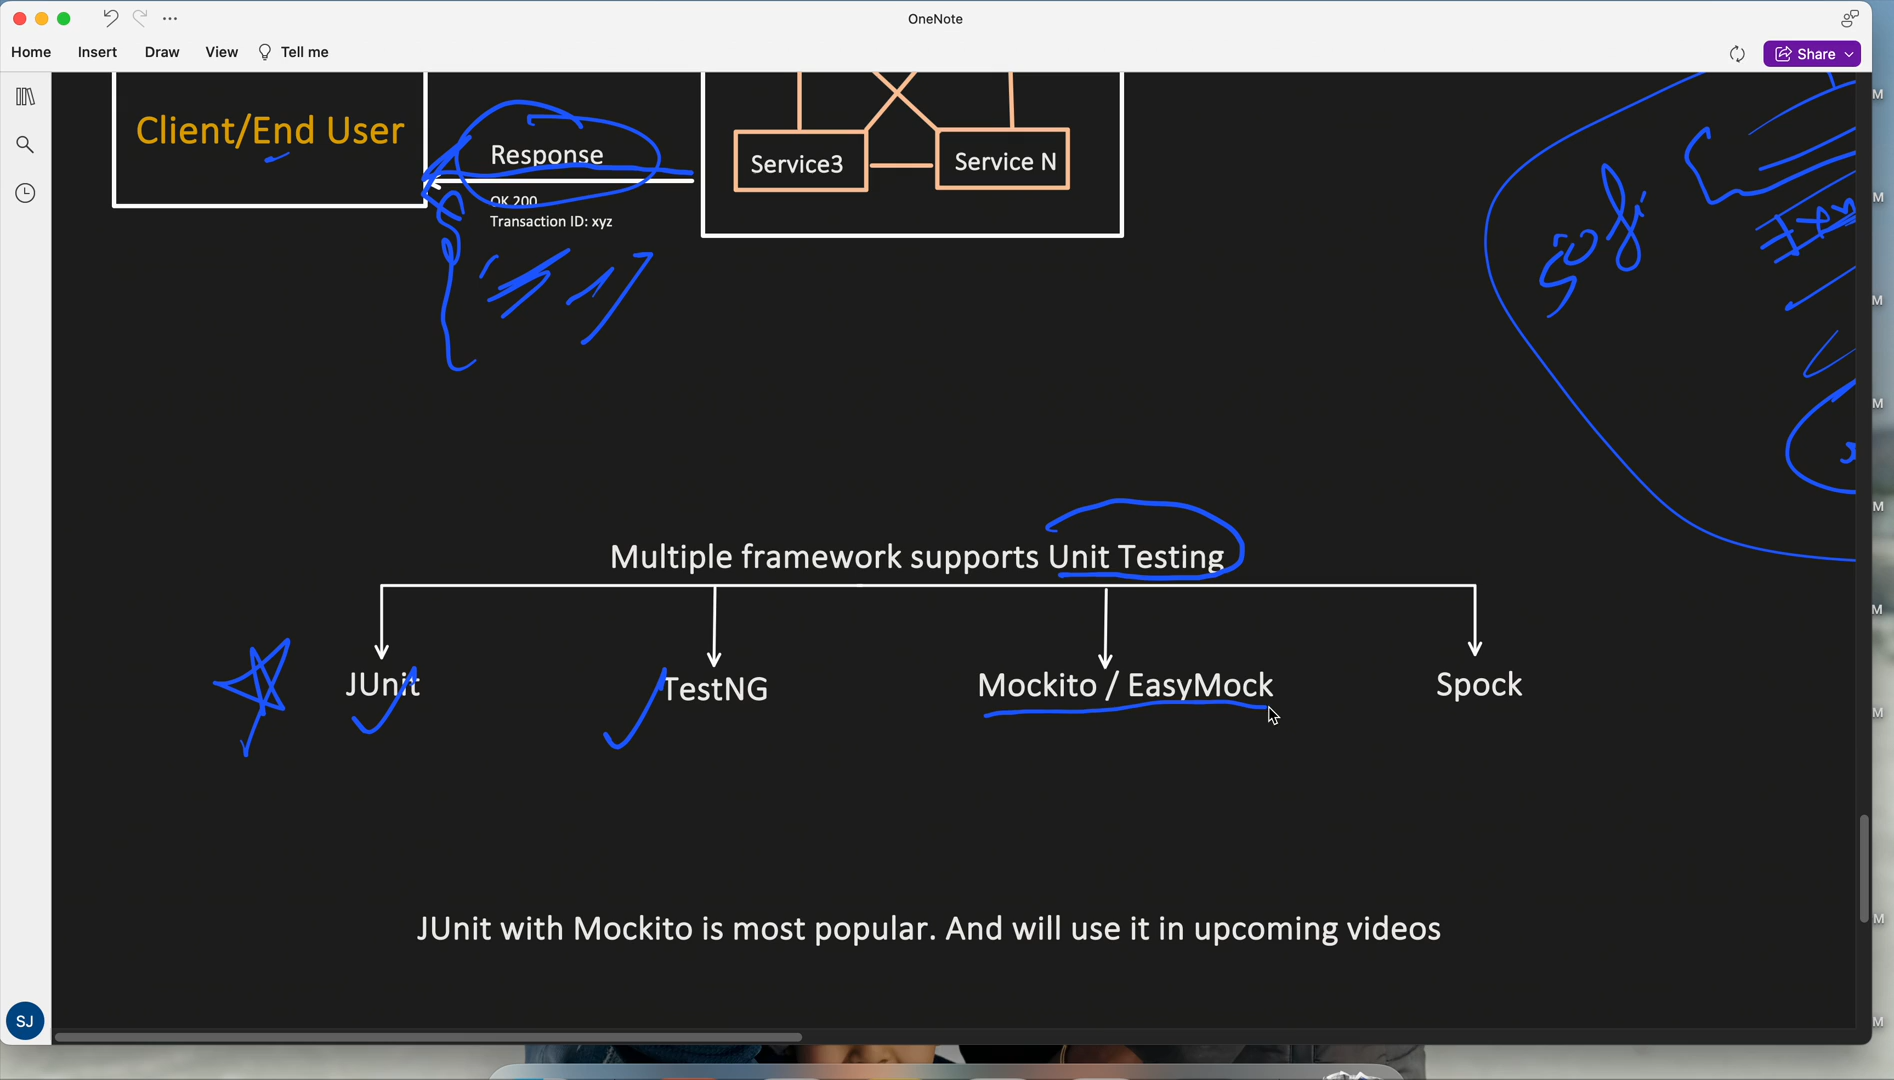 OneNote
Home Insert Draw View Tell me Share
Client/End User
Response
OK 200
Transaction ID: xyz
Service3
Service N
Multiple framework supports Unit Testing
JUnit
TestNG
Mockito / EasyMock
Spock
JUnit with Mockito is most popular. And will use it in upcoming videos
SJ
M
M
M
M
M
M
M
M
M